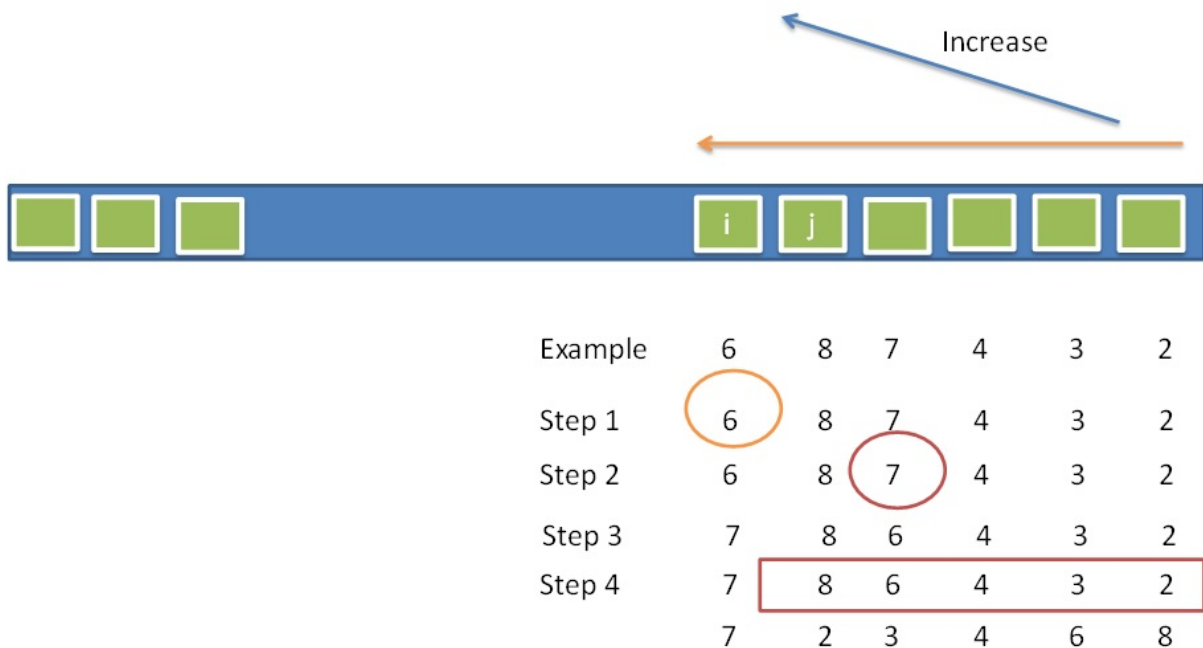 Increase
i j
Example 6 8 7 4 3 2
Step 1 6 8 7 4 3 2
Step 2 6 8 7 4 3 2
Step 3 7 8 6 4 3 2
Step 4 7 8 6 4 3 2
7 2 3 4 6 8